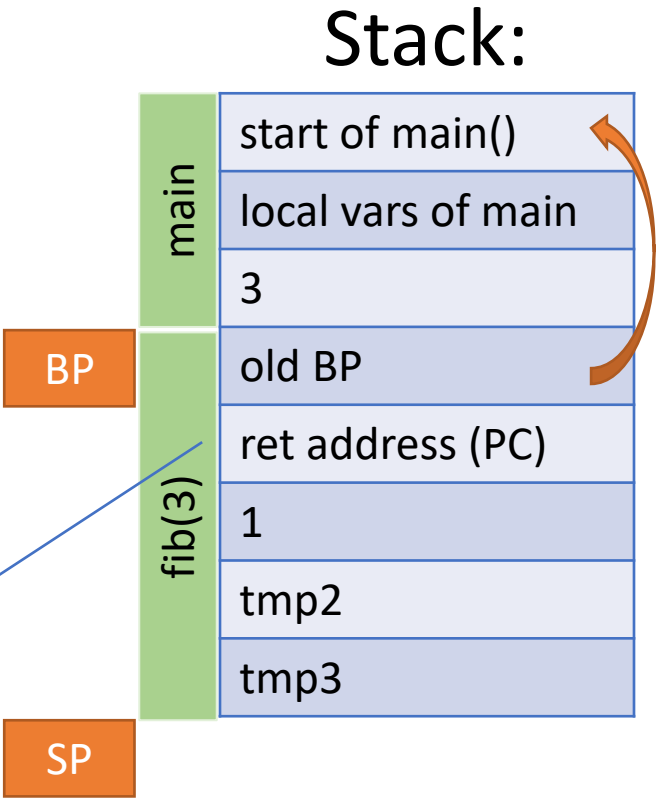 Stack:
main
start of main()
local vars of main
3
BP
old BP
fib(3)
ret address (PC)
1
tmp2
tmp3
SP